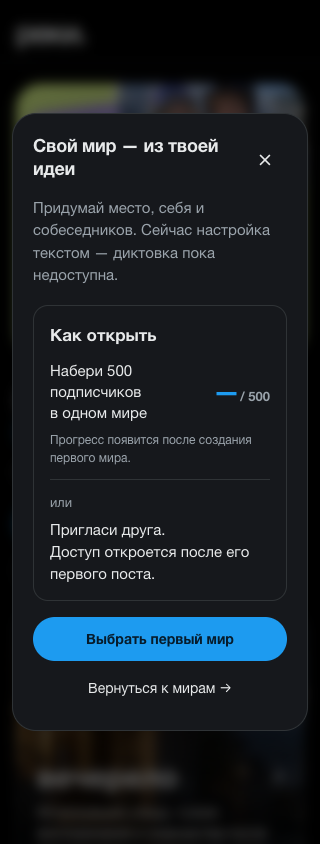 Свой мир — из твоей
идеи
Придумай место, себя и
собеседников. Сейчас настройка
текстом — диктовка пока
недоступна.
Как открыть
Набери 500
подписчиков
в одном мире
— / 500
Прогресс появится после создания
первого мира.
или
Пригласи друга.
Доступ откроется после его
первого поста.
Выбрать первый мир
Вернуться к мирам →